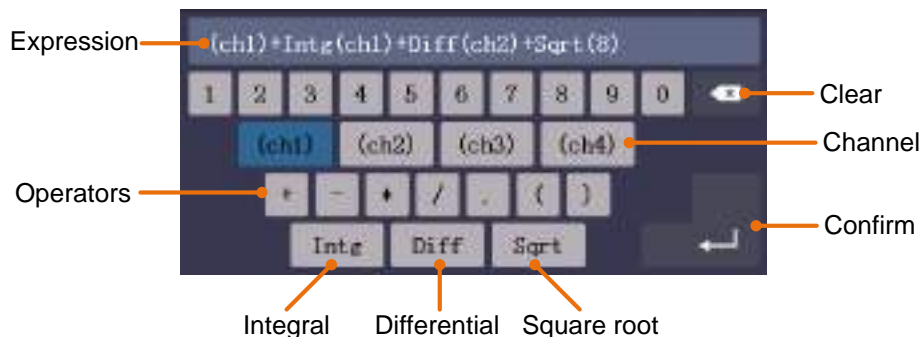 Expression
(ch1)+Intg(ch1)+Diff(ch2)+Sqrt(8)
1 2 3 4 5 6 7 8 9 0
Clear
(ch1) (ch2) (ch3) (ch4)
Channel
Operators
+ - * / . ( )
Confirm
Intg Diff Sqrt
Integral Differential Square root